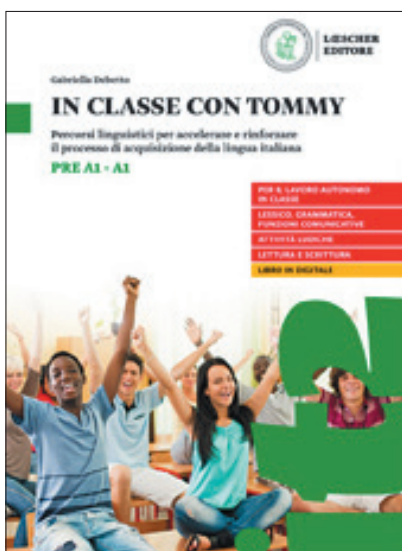 LŒSCHER
EDITORE
Gabriella Debetto
IN CLASSE CON TOMMY
Percorsi linguistici per accelerare e rinforzare
il processo di acquisizione della lingua italiana
PRE A1 - A1
PER IL LAVORO AUTONOMO
IN CLASSE
LESSICO, GRAMMATICA,
FUNZIONI COMUNICATIVE
ATTIVITÀ LUDICHE
LETTURA E SCRITTURA
LIBRO IN DIGITALE